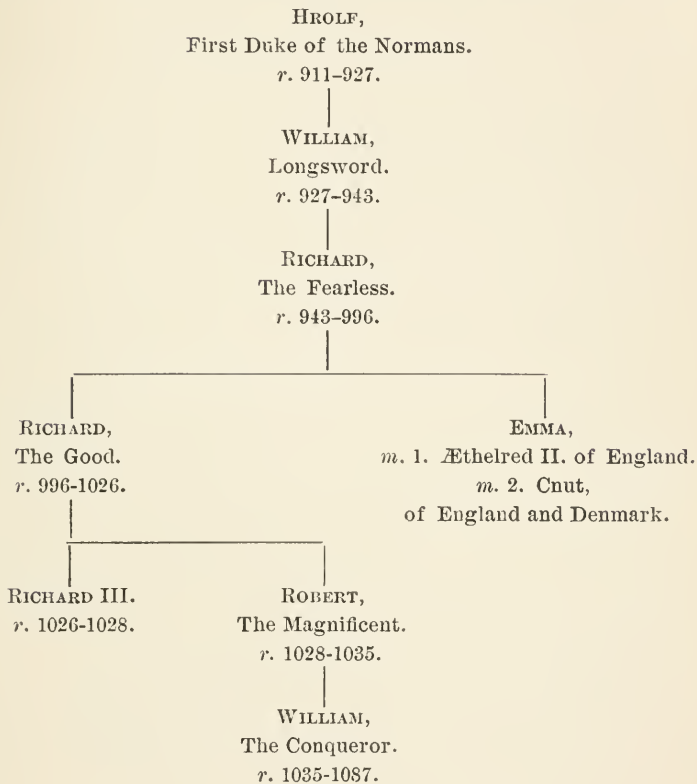 HROLF,
First Duke of the Normans.
r. 911-927.
WILLIAM,
Longsword.
r. 927-943.
RICHARD,
The Fearless.
r. 943-996.
RICHARD,
The Good.
r. 996-1026.
EMMA,
m. 1. Æthelred II. of England.
m. 2. Cnut,
of England and Denmark.
RICHARD III.
r. 1026-1028.
ROBERT,
The Magnificent.
r. 1028-1035.
WILLIAM,
The Conqueror.
r. 1035-1087.